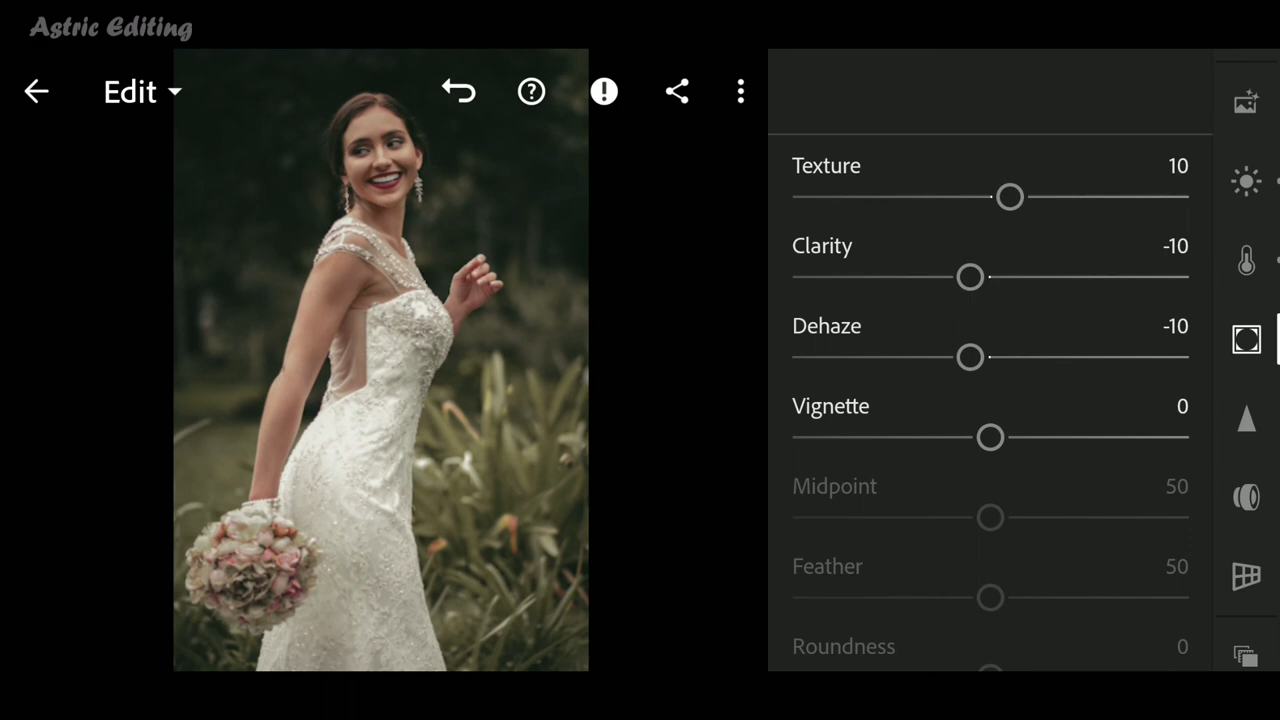 Astric Editing
Edit
Texture 10
Clarity -10
Dehaze -10
Vignette 0
Midpoint 50
Feather 50
Roundness 0